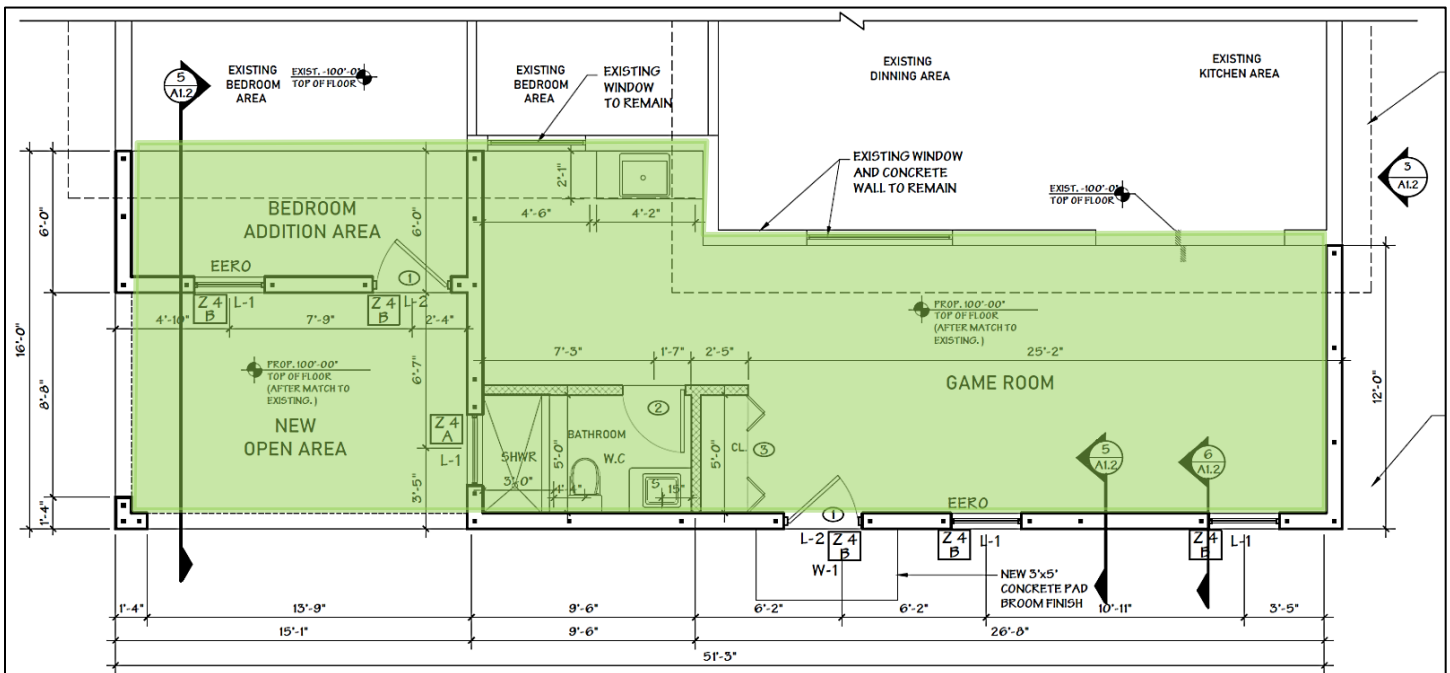 5
A1.2
EXISTING
BEDROOM
AREA
EXIST. -100'-0"
TOP OF FLOOR
EXISTING
BEDROOM
AREA
EXISTING
WINDOW
TO REMAIN
EXISTING
DINNING AREA
EXISTING
KITCHEN AREA
3
A1.2
EXISTING WINDOW
AND CONCRETE
WALL TO REMAIN
EXIST. -100'-0"
TOP OF FLOOR
2'-1"
4'-6"
4'-2"
6'-0"
6'-0"
BEDROOM
ADDITION AREA
EERO
1
Z 4
B
L-1
Z 4
B
L-2
4'-10"
7'-9"
2'-4"
16'-0"
8'-8"
1'-4"
PROP. 100'-00"
TOP OF FLOOR
(AFTER MATCH TO
EXISTING.)
NEW
OPEN AREA
6'-7"
3'-5"
Z 4
A
L-1
PROP. 100'-00"
TOP OF FLOOR
(AFTER MATCH TO
EXISTING.)
7'-3"
1'-7"
2'-5"
25'-2"
GAME ROOM
12'-0"
2
BATHROOM
W.C
SHWR
3'-0"
5'-0"
15"
S
5'-0"
CL.
3
5
A1.2
6
A1.2
EERO
1
L-2
Z 4
B
W-1
Z 4
B
L-1
Z 4
B
L-1
NEW 3'x5'
CONCRETE PAD
BROOM FINISH
1'-4"
13'-9"
9'-6"
6'-2"
6'-2"
10'-11"
3'-5"
15'-1"
9'-6"
26'-8"
51'-3"